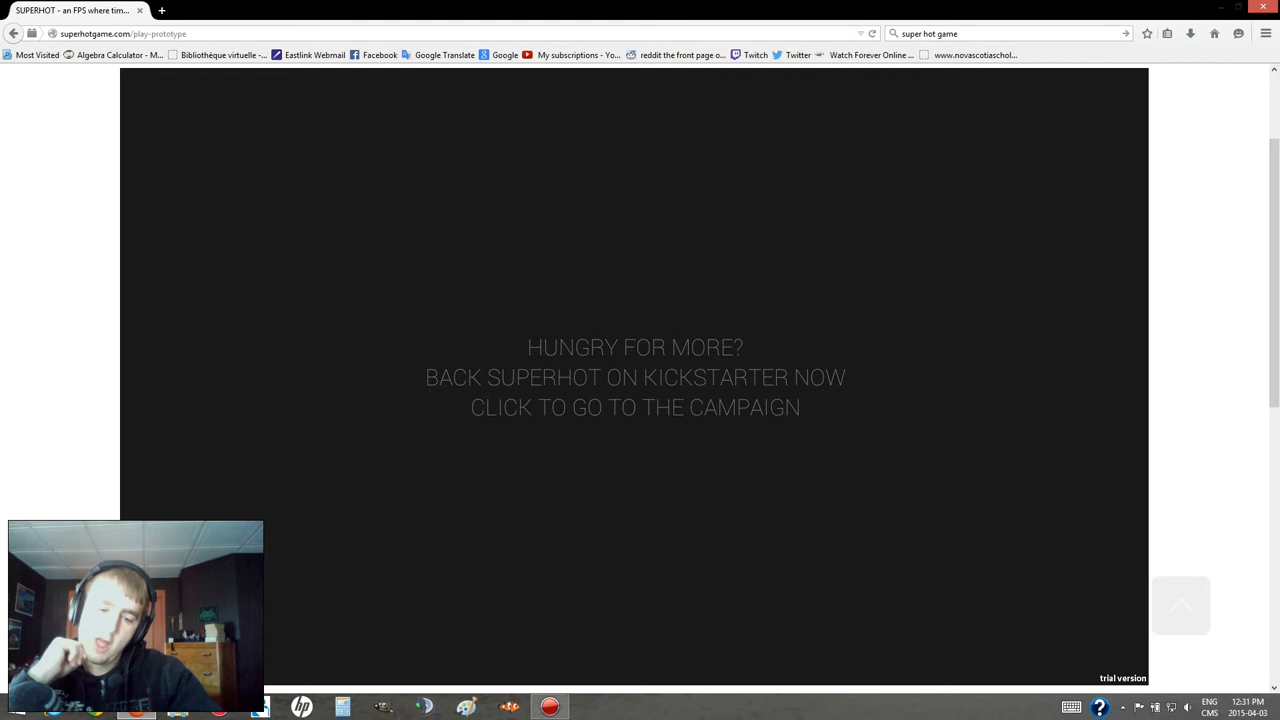 SUPERHOT - an FPS where tim...
superhotgame.com/play-prototype
super hot game
Most Visited
Algebra Calculator - M...
Bibliothèque virtuelle -...
Eastlink Webmail
Facebook
Google Translate
Google
My subscriptions - Yo...
reddit the front page o...
Twitch
Twitter
Watch Forever Online ...
www.novascotiaschol...
HUNGRY FOR MORE?
BACK SUPERHOT ON KICKSTARTER NOW
CLICK TO GO TO THE CAMPAIGN
trial version
hp
ENG
CMS
12:31 PM
2015-04-03